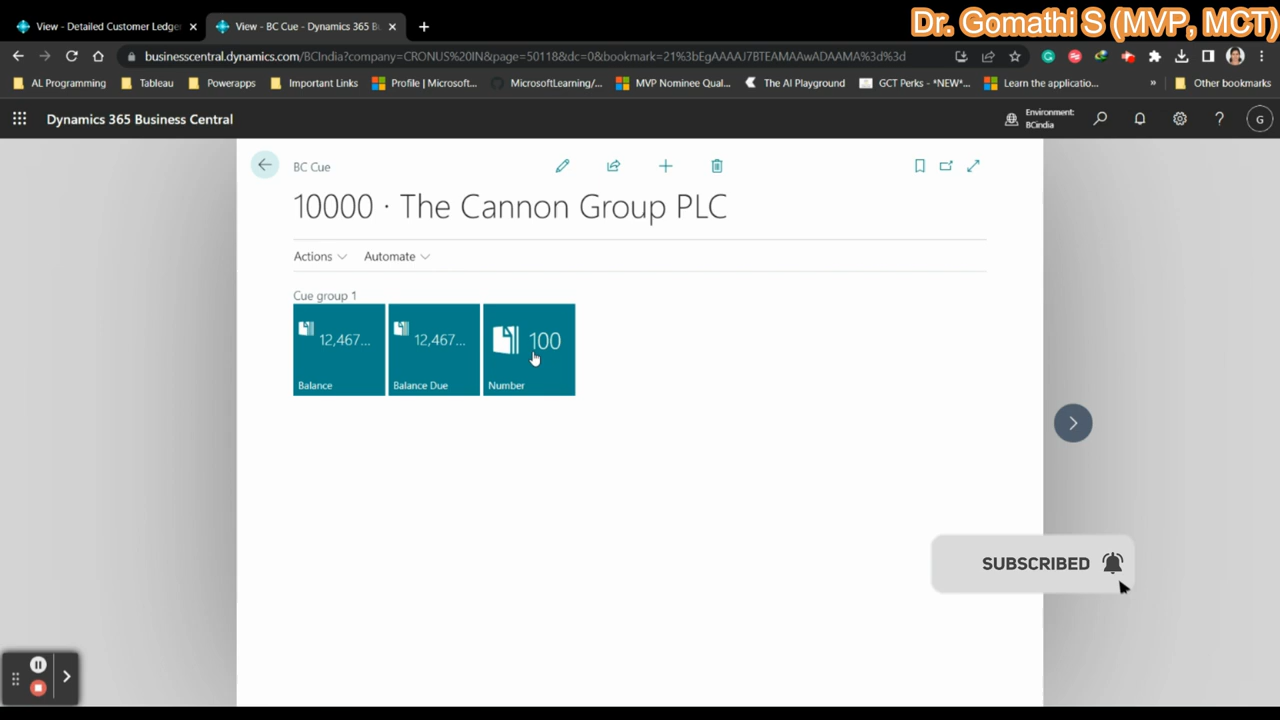 View - Detailed Customer Ledge
View - BC Cue - Dynamics 365 B
Dr. Gomathi S (MVP, MCT)
businesscentral.dynamics.com/BCIndia?company=CRONUS%20IN&page=50118&dc=0&bookmark=21%3bEgAAAAJ7BTEAMAAwADAAMA%3d%3d
AL Programming
Tableau
Powerapps
Important Links
Profile | Microsoft...
MicrosoftLearning/...
MVP Nominee Qual...
The AI Playground
GCT Perks - *NEW*...
Learn the applicatio...
»
Other bookmarks
Dynamics 365 Business Central
Environment:
BCindia
G
BC Cue
10000 · The Cannon Group PLC
Actions
Automate
Cue group 1
12,467...
12,467...
100
Balance
Balance Due
Number
SUBSCRIBED